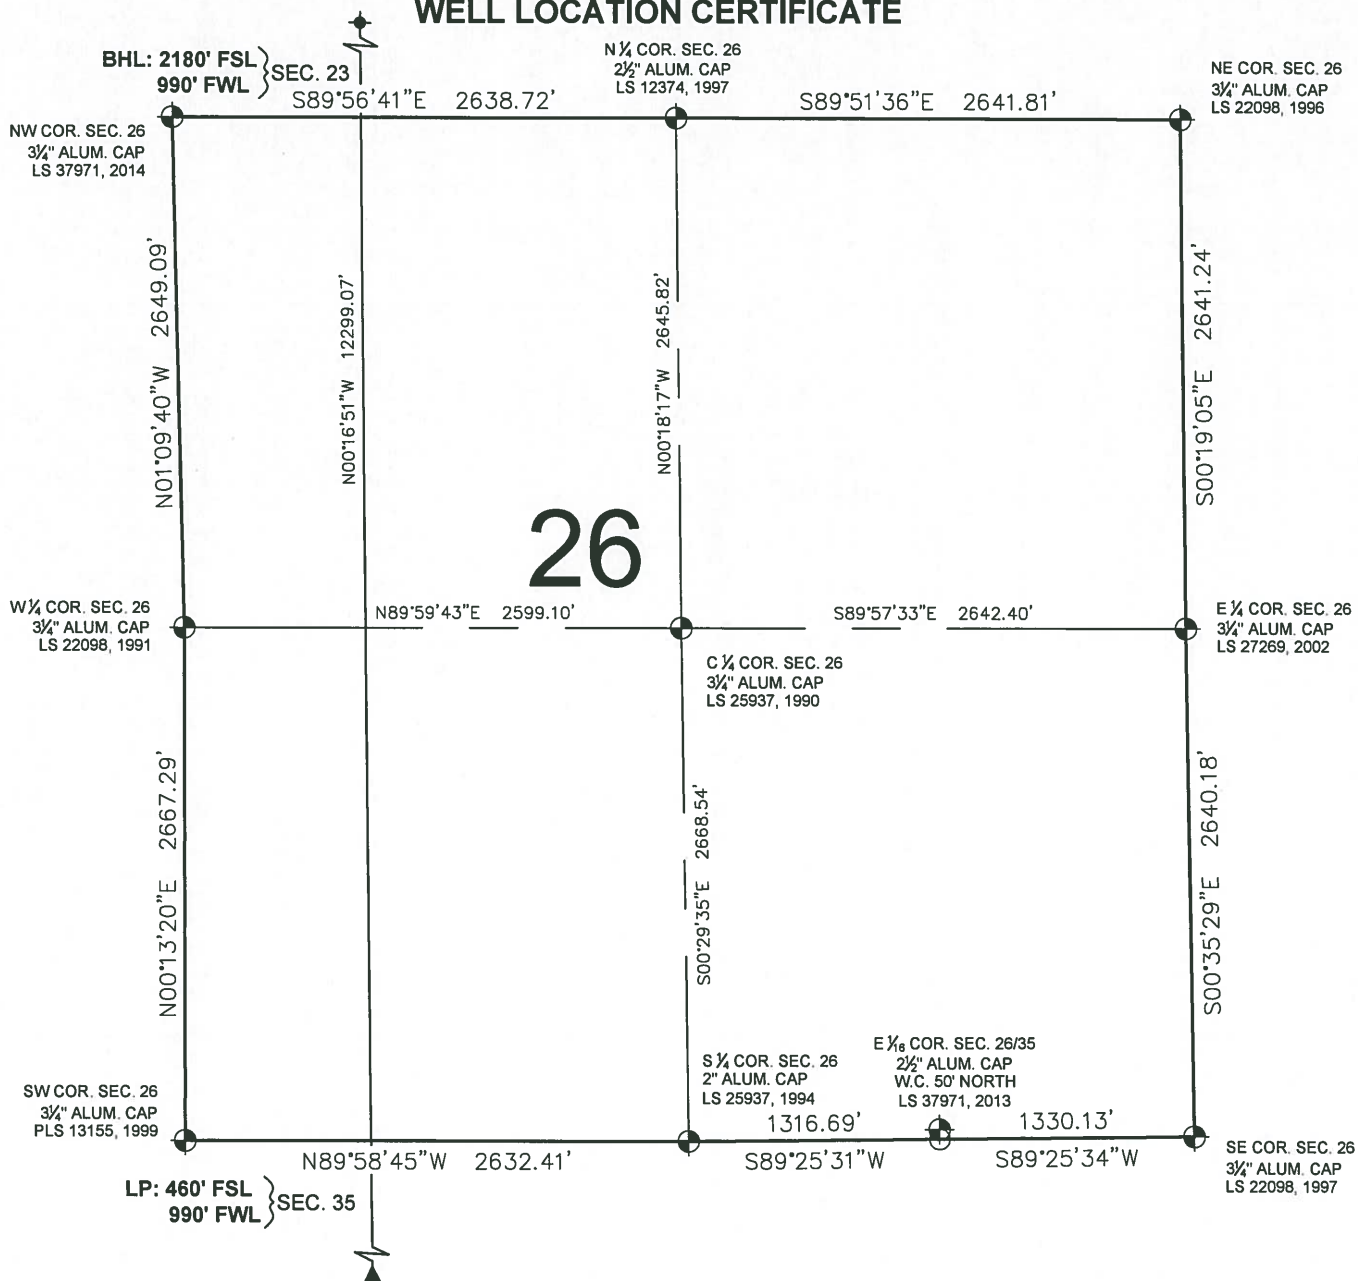 WELL LOCATION CERTIFICATE
BHL: 2180' FSL
990' FWL
SEC. 23
N ¼ COR. SEC. 26
2½" ALUM. CAP
LS 12374, 1997
NE COR. SEC. 26
3¼" ALUM. CAP
LS 22098, 1996
S89°56'41"E 2638.72'
S89°51'36"E 2641.81'
NW COR. SEC. 26
3¼" ALUM. CAP
LS 37971, 2014
N01°09'40"W 2649.09'
N00°16'51"W 12299.07'
N00°18'17"W 2645.82'
S00°19'05"E 2641.24'
26
W ¼ COR. SEC. 26
3¼" ALUM. CAP
LS 22098, 1991
N89°59'43"E 2599.10'
S89°57'33"E 2642.40'
E ¼ COR. SEC. 26
3¼" ALUM. CAP
LS 27269, 2002
C ¼ COR. SEC. 26
3¼" ALUM. CAP
LS 25937, 1990
N00°13'20"E 2667.29'
S00°29'35"E 2668.54'
S00°35'29"E 2640.18'
SW COR. SEC. 26
3¼" ALUM. CAP
PLS 13155, 1999
S ¼ COR. SEC. 26
2" ALUM. CAP
LS 25937, 1994
E 1⁄16 COR. SEC. 26/35
2½" ALUM. CAP
W.C. 50' NORTH
LS 37971, 2013
1316.69'
1330.13'
N89°58'45"W 2632.41'
S89°25'31"W
S89°25'34"W
SE COR. SEC. 26
3¼" ALUM. CAP
LS 22098, 1997
LP: 460' FSL
990' FWL
SEC. 35